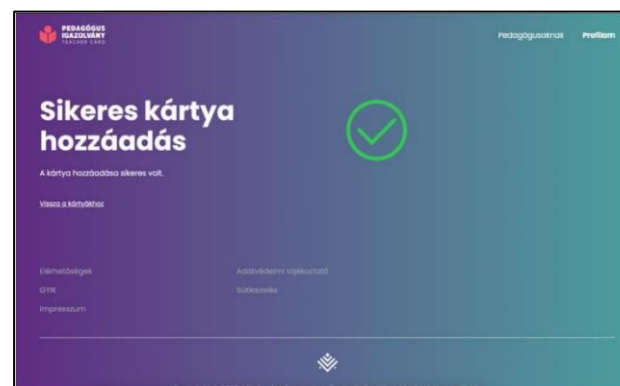 PEDAGÓGUS
IGAZOLVÁNY
TEACHER CARD
Pedagógusoknak Profilom
Sikeres kártya
hozzáadás
A kártya hozzáadása sikeres volt.
Vissza a kártyákhoz
Elérhetőségek Adatvédelmi tájékoztató
GYIK Sütikezelés
Impresszum